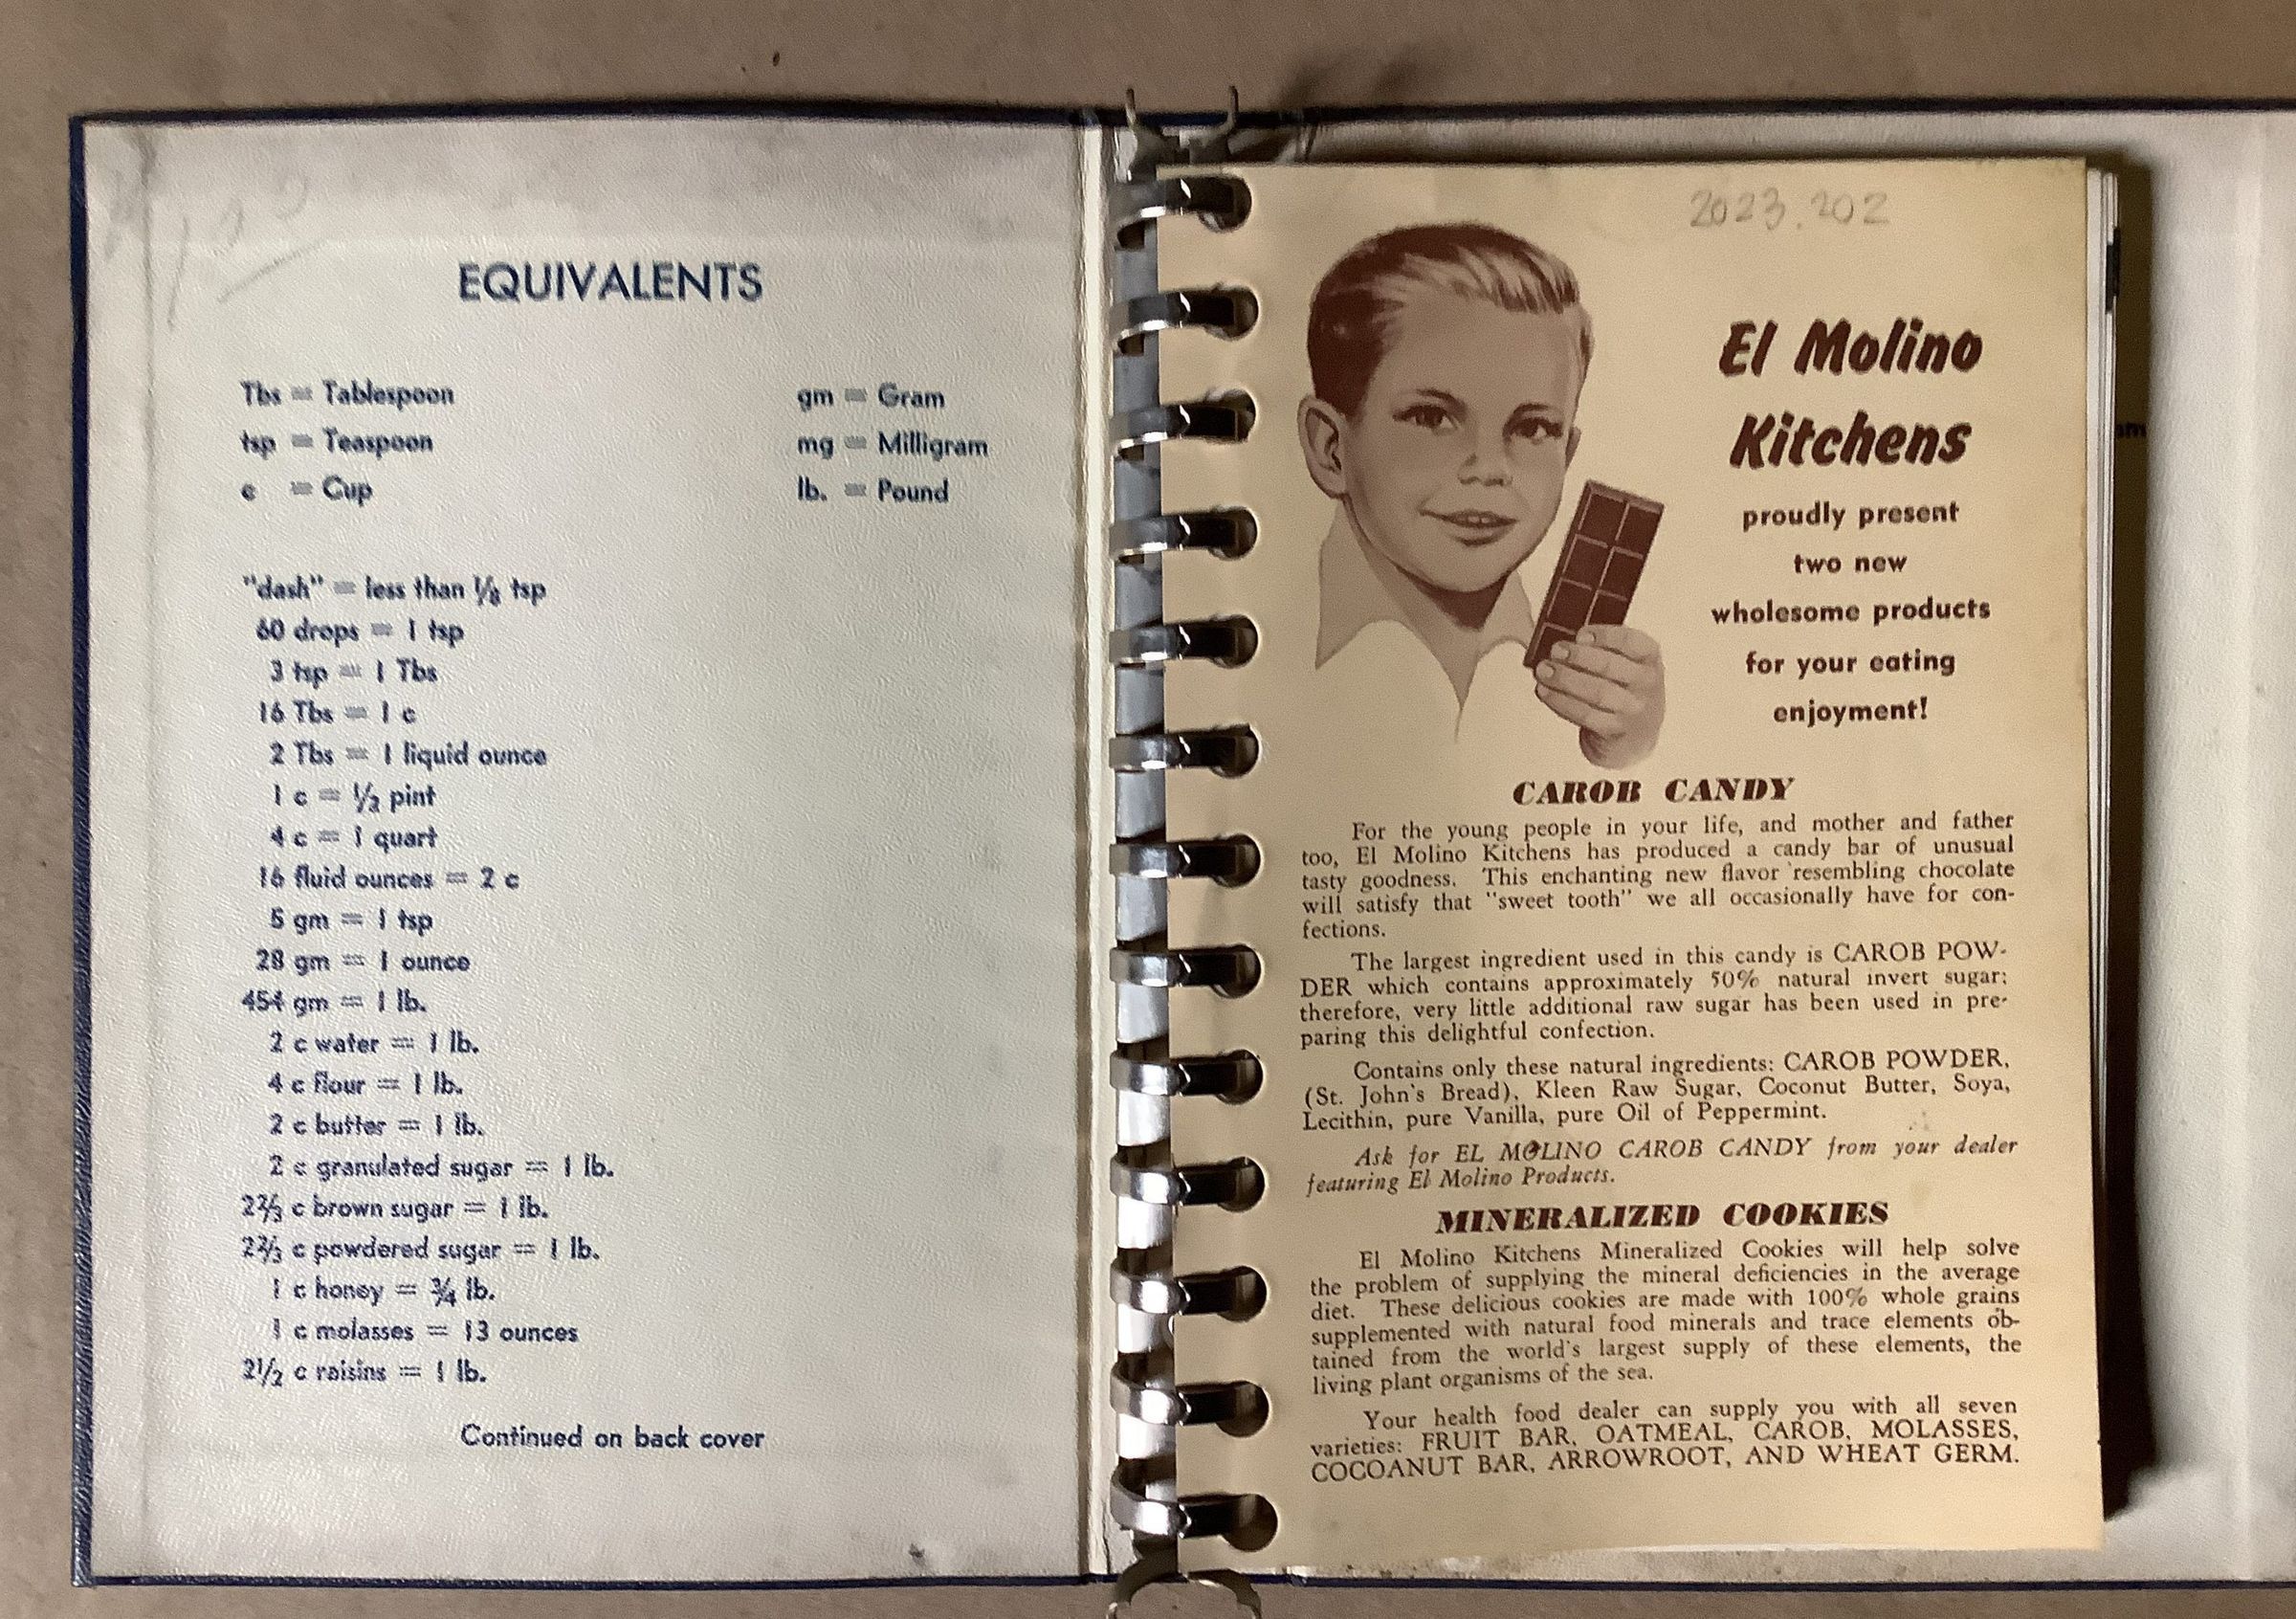 EQUIVALENTS
Tbs = Tablespoon
tsp = Teaspoon
c = Cup
gm = Gram
mg = Milligram
lb. = Pound
"dash" = less than 1/8 tsp
60 drops = 1 tsp
3 tsp = 1 Tbs
16 Tbs = 1 c
2 Tbs = 1 liquid ounce
1 c = 1/2 pint
4 c = 1 quart
16 fluid ounces = 2 c
5 gm = 1 tsp
28 gm = 1 ounce
454 gm = 1 lb.
2 c water = 1 lb.
4 c flour = 1 lb.
2 c butter = 1 lb.
2 c granulated sugar = 1 lb.
2 2/3 c brown sugar = 1 lb.
2 2/3 c powdered sugar = 1 lb.
1 c honey = 3/4 lb.
1 c molasses = 13 ounces
2 1/2 c raisins = 1 lb.
Continued on back cover
2023.202
El Molino
Kitchens
proudly present
two new
wholesome products
for your eating
enjoyment!
CAROB CANDY
For the young people in your life, and mother and father
too, El Molino Kitchens has produced a candy bar of unusual
tasty goodness. This enchanting new flavor resembling chocolate
will satisfy that "sweet tooth" we all occasionally have for con-
fections.
The largest ingredient used in this candy is CAROB POW-
DER which contains approximately 50% natural invert sugar;
therefore, very little additional raw sugar has been used in pre-
paring this delightful confection.
Contains only these natural ingredients: CAROB POWDER,
(St. John's Bread), Kleen Raw Sugar, Coconut Butter, Soya,
Lecithin, pure Vanilla, pure Oil of Peppermint.
Ask for EL MOLINO CAROB CANDY from your dealer
featuring El Molino Products.
MINERALIZED COOKIES
El Molino Kitchens Mineralized Cookies will help solve
the problem of supplying the mineral deficiencies in the average
diet. These delicious cookies are made with 100% whole grains
supplemented with natural food minerals and trace elements ob-
tained from the world's largest supply of these elements, the
living plant organisms of the sea.
Your health food dealer can supply you with all seven
varieties: FRUIT BAR, OATMEAL, CAROB, MOLASSES,
COCOANUT BAR, ARROWROOT, AND WHEAT GERM.